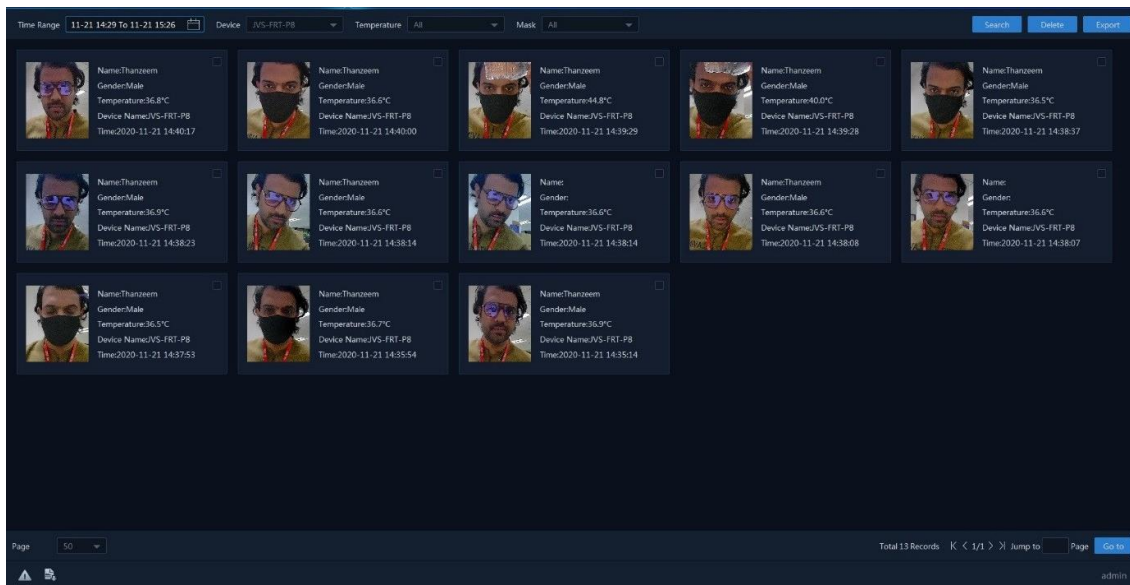 Time Range 11-21 14:29 To 11-21 15:26 Device JVS-FRT-P8 Temperature All Mask All Search Delete Export
Name:Thanzeem
Gender:Male
Temperature:36.8°C
Device Name:JVS-FRT-P8
Time:2020-11-21 14:40:17
Name:Thanzeem
Gender:Male
Temperature:36.6°C
Device Name:JVS-FRT-P8
Time:2020-11-21 14:40:00
Name:Thanzeem
Gender:Male
Temperature:44.8°C
Device Name:JVS-FRT-P8
Time:2020-11-21 14:39:29
Name:Thanzeem
Gender:Male
Temperature:40.0°C
Device Name:JVS-FRT-P8
Time:2020-11-21 14:39:28
Name:Thanzeem
Gender:Male
Temperature:36.5°C
Device Name:JVS-FRT-P8
Time:2020-11-21 14:38:37
Name:Thanzeem
Gender:Male
Temperature:36.9°C
Device Name:JVS-FRT-P8
Time:2020-11-21 14:38:23
Name:Thanzeem
Gender:Male
Temperature:36.6°C
Device Name:JVS-FRT-P8
Time:2020-11-21 14:38:14
Name:
Gender:
Temperature:36.6°C
Device Name:JVS-FRT-P8
Time:2020-11-21 14:38:14
Name:Thanzeem
Gender:Male
Temperature:36.6°C
Device Name:JVS-FRT-P8
Time:2020-11-21 14:38:08
Name:
Gender:
Temperature:36.6°C
Device Name:JVS-FRT-P8
Time:2020-11-21 14:38:07
Name:Thanzeem
Gender:Male
Temperature:36.5°C
Device Name:JVS-FRT-P8
Time:2020-11-21 14:37:53
Name:Thanzeem
Gender:Male
Temperature:36.7°C
Device Name:JVS-FRT-P8
Time:2020-11-21 14:35:54
Name:Thanzeem
Gender:Male
Temperature:36.9°C
Device Name:JVS-FRT-P8
Time:2020-11-21 14:35:14
Page 50 Total 13 Records 1/1 Jump to Page Go to
admin